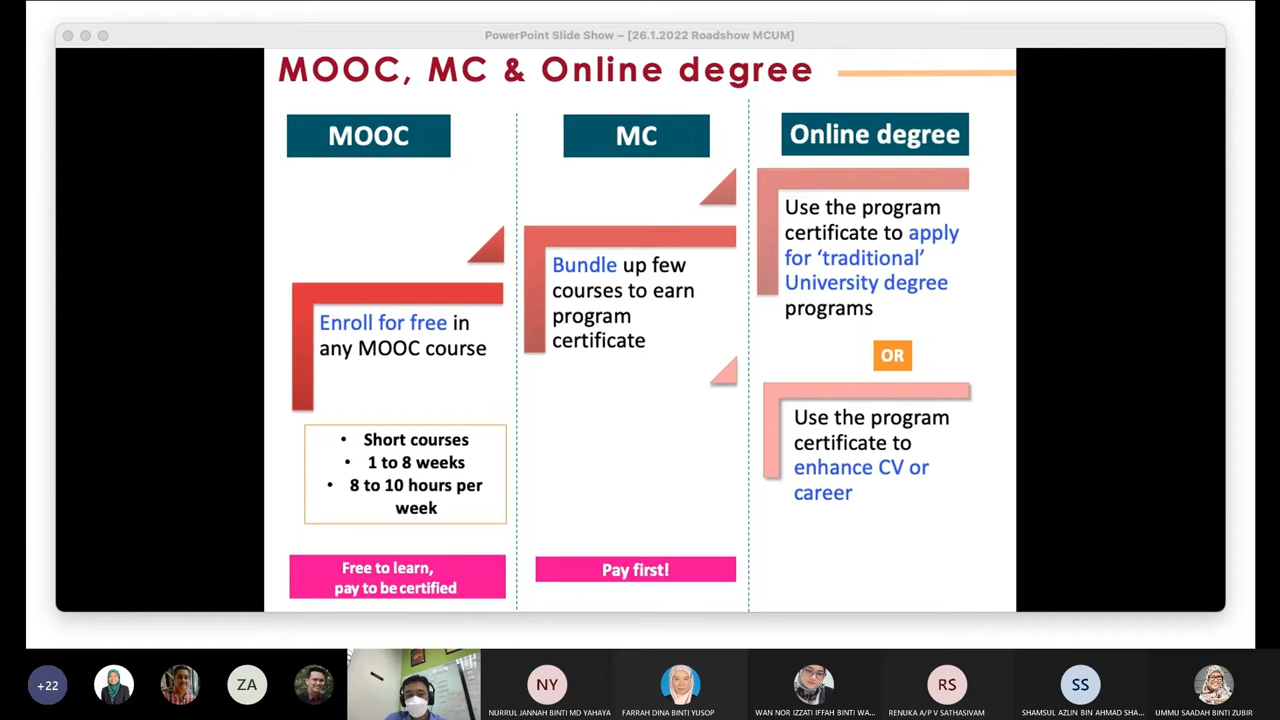 PowerPoint Slide Show – [26.1.2022 Roadshow MCUM]
MOOC, MC & Online degree
MOOC
Enroll for free in
any MOOC course
• Short courses
• 1 to 8 weeks
• 8 to 10 hours per
week
Free to learn,
pay to be certified
MC
Bundle up few
courses to earn
program
certificate
Pay first!
Online degree
Use the program
certificate to apply
for ‘traditional’
University degree
programs
OR
Use the program
certificate to
enhance CV or
career
+22
ZA
NY
NURRUL JANNAH BINTI MD YAHAYA
FARRAH DINA BINTI YUSOP
WAN NOR IZZATI IFFAH BINTI WA...
RS
RENUKA A/P V SATHASIVAM
SS
SHAMSUL AZLIN BIN AHMAD SHA...
UMMU SAADAH BINTI ZUBIR